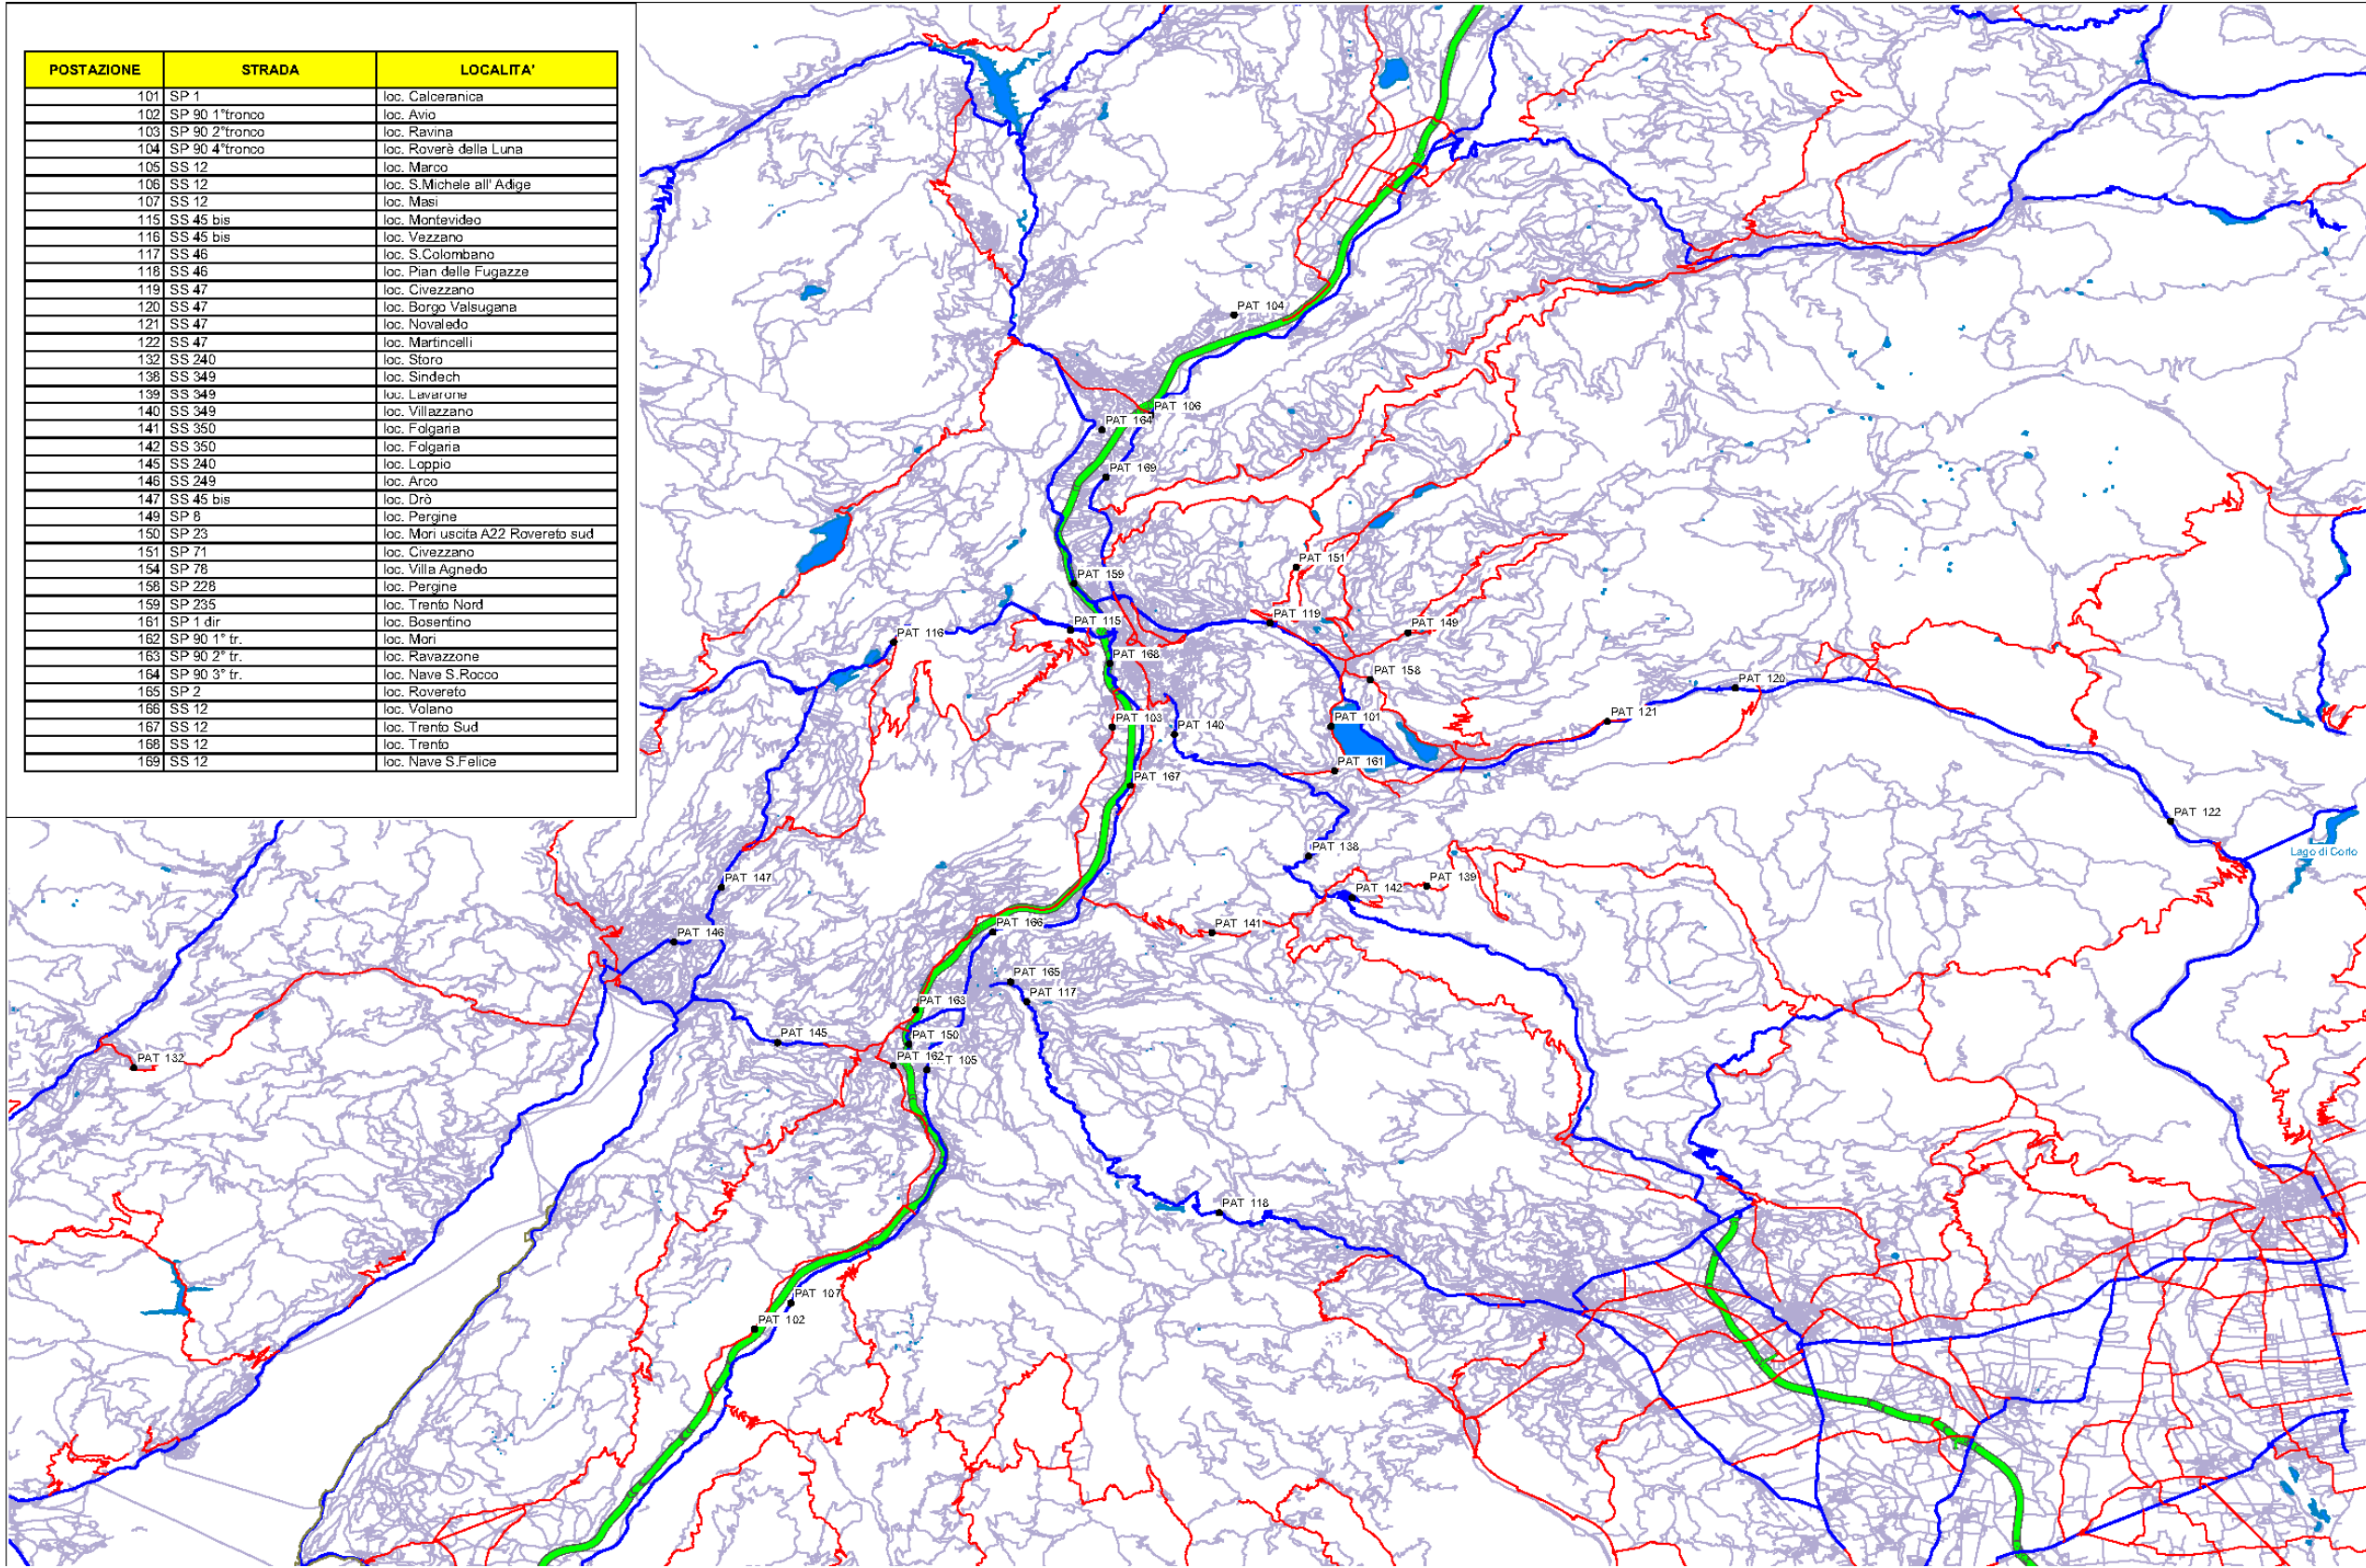 POSTAZIONE STRADA LOCALITA'
101 SP 1 loc. Calceranica
102 SP 90 1°tronco loc. Avio
103 SP 90 2°tronco loc. Ravina
104 SP 90 4°tronco loc. Roverè della Luna
105 SS 12 loc. Marco
106 SS 12 loc. S.Michele all' Adige
107 SS 12 loc. Masi
115 SS 45 bis loc. Montevideo
116 SS 45 bis loc. Vezzano
117 SS 46 loc. S.Colombano
118 SS 46 loc. Pian delle Fugazze
119 SS 47 loc. Civezzano
120 SS 47 loc. Borgo Valsugana
121 SS 47 loc. Novaledo
122 SS 47 loc. Martincelli
132 SS 240 loc. Storo
138 SS 349 loc. Sindech
139 SS 349 loc. Lavarone
140 SS 349 loc. Villazzano
141 SS 350 loc. Folgaria
142 SS 350 loc. Folgaria
145 SS 240 loc. Loppio
146 SS 249 loc. Arco
147 SS 45 bis loc. Drò
149 SP 8 loc. Pergine
150 SP 23 loc. Mori uscita A22 Rovereto sud
151 SP 71 loc. Civezzano
154 SP 78 loc. Villa Agnedo
158 SP 228 loc. Pergine
159 SP 235 loc. Trento Nord
161 SP 1 dir loc. Bosentino
162 SP 90 1° tr. loc. Mori
163 SP 90 2° tr. loc. Ravazzone
164 SP 90 3° tr. loc. Nave S.Rocco
165 SP 2 loc. Rovereto
166 SS 12 loc. Volano
167 SS 12 loc. Trento Sud
168 SS 12 loc. Trento
169 SS 12 loc. Nave S.Felice
PAT 104
PAT 106
PAT 164
PAT 169
PAT 151
PAT 159
PAT 119
PAT 115
PAT 149
PAT 116
PAT 168
PAT 158
PAT 120
PAT 121
PAT 103
PAT 140
PAT 101
PAT 161
PAT 167
PAT 122
PAT 138
Lago di Corlo
PAT 147
PAT 142
PAT 139
PAT 166
PAT 141
PAT 146
PAT 165
PAT 117
PAT 163
PAT 145
PAT 150
PAT 132
PAT 162
T 105
PAT 118
PAT 107
PAT 102